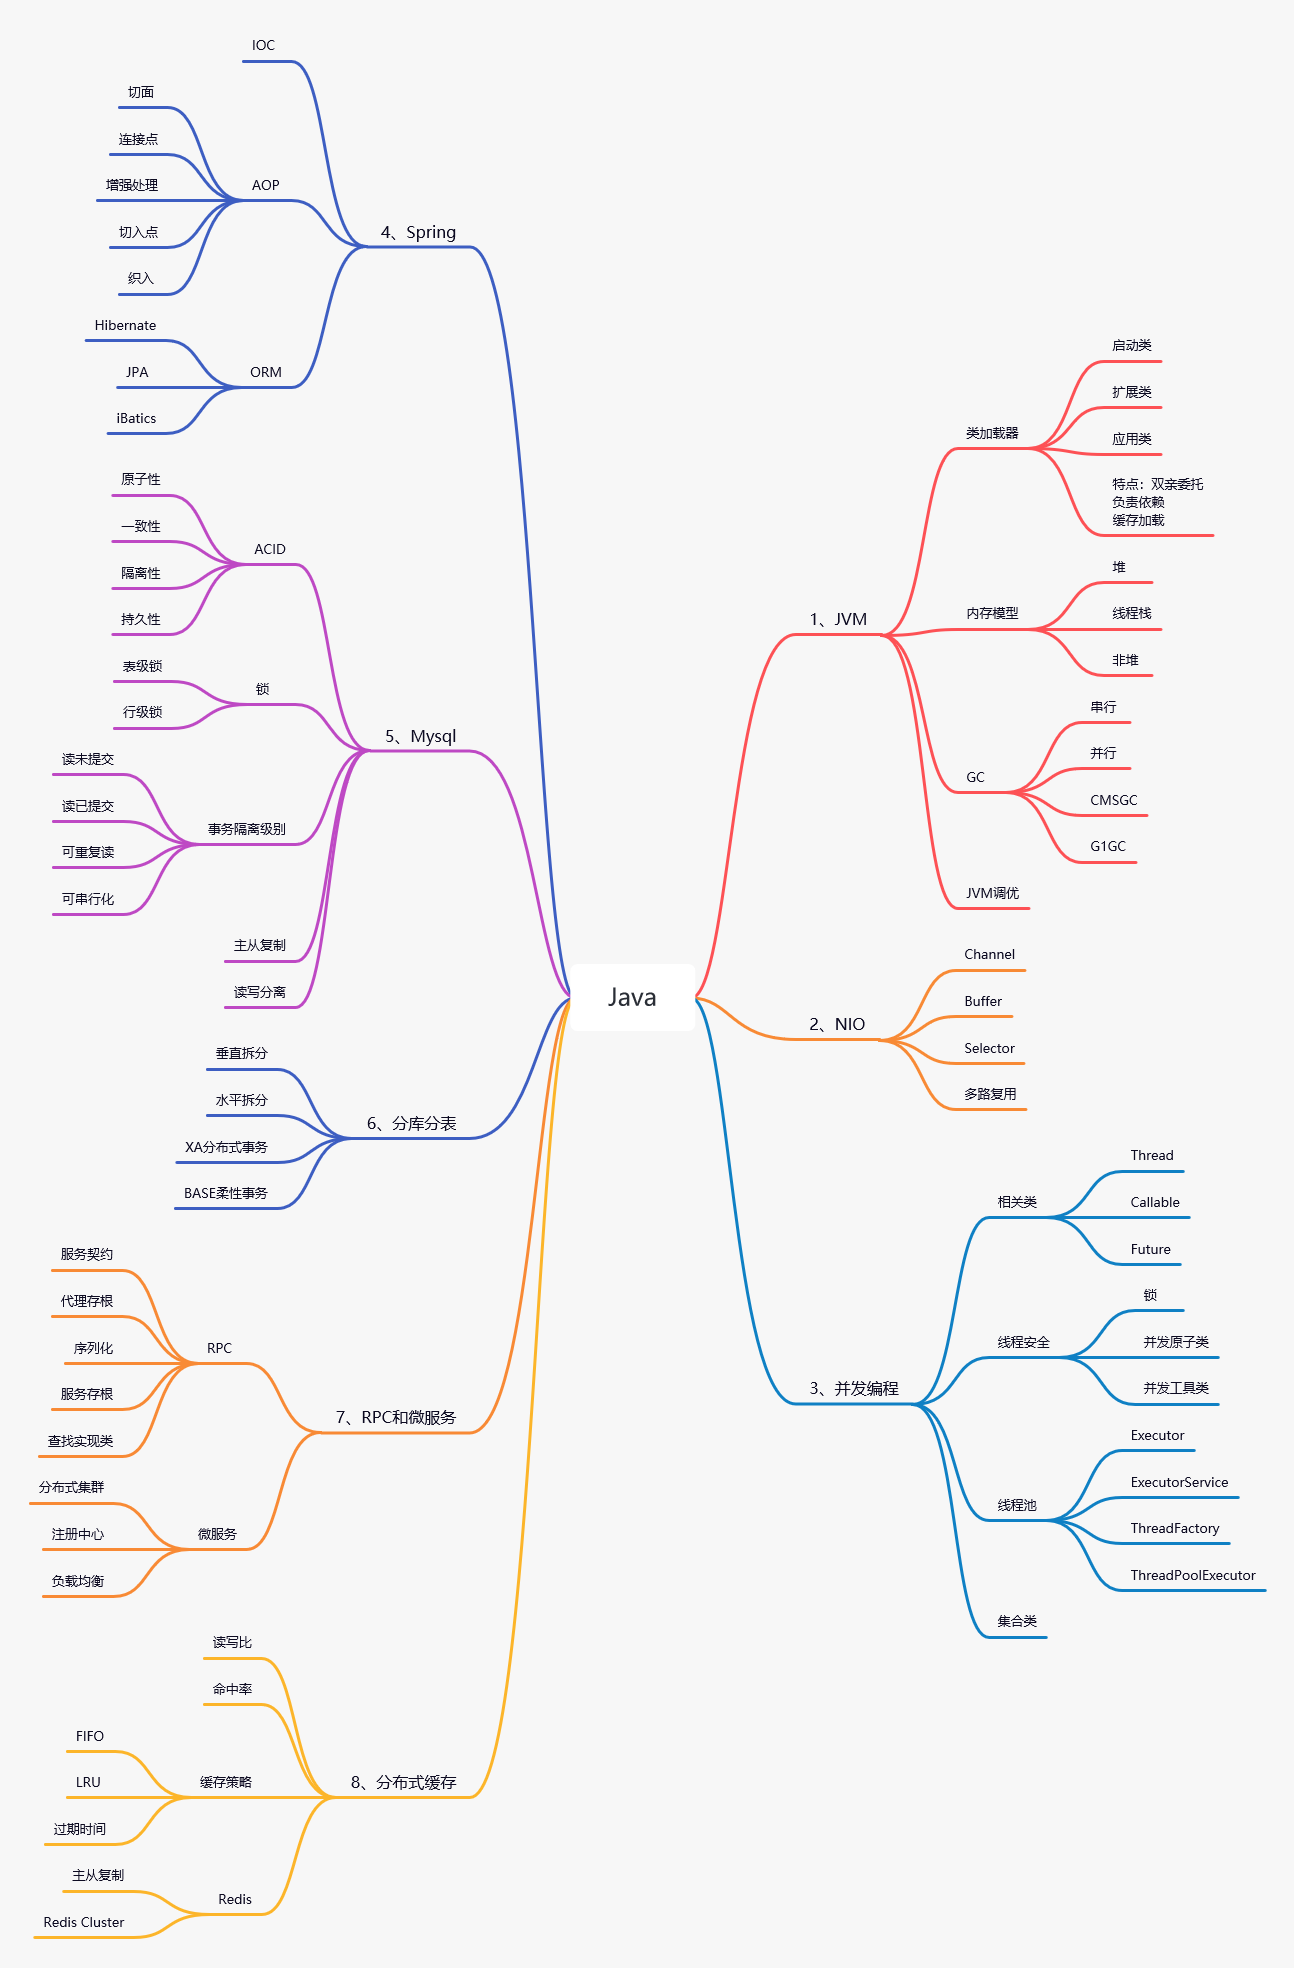 Java
1、JVM
类加载器
启动类
扩展类
应用类
特点：双亲委托
负责依赖
缓存加载
内存模型
堆
线程栈
非堆
GC
串行
并行
CMSGC
G1GC
JVM调优
2、NIO
Channel
Buffer
Selector
多路复用
3、并发编程
相关类
Thread
Callable
Future
线程安全
锁
并发原子类
并发工具类
线程池
Executor
ExecutorService
ThreadFactory
ThreadPoolExecutor
集合类
4、Spring
IOC
AOP
切面
连接点
增强处理
切入点
织入
ORM
Hibernate
JPA
iBatics
5、Mysql
ACID
原子性
一致性
隔离性
持久性
锁
表级锁
行级锁
事务隔离级别
读未提交
读已提交
可重复读
可串行化
主从复制
读写分离
6、分库分表
垂直拆分
水平拆分
XA分布式事务
BASE柔性事务
7、RPC和微服务
RPC
服务契约
代理存根
序列化
服务存根
查找实现类
微服务
分布式集群
注册中心
负载均衡
8、分布式缓存
读写比
命中率
缓存策略
FIFO
LRU
过期时间
Redis
主从复制
Redis Cluster